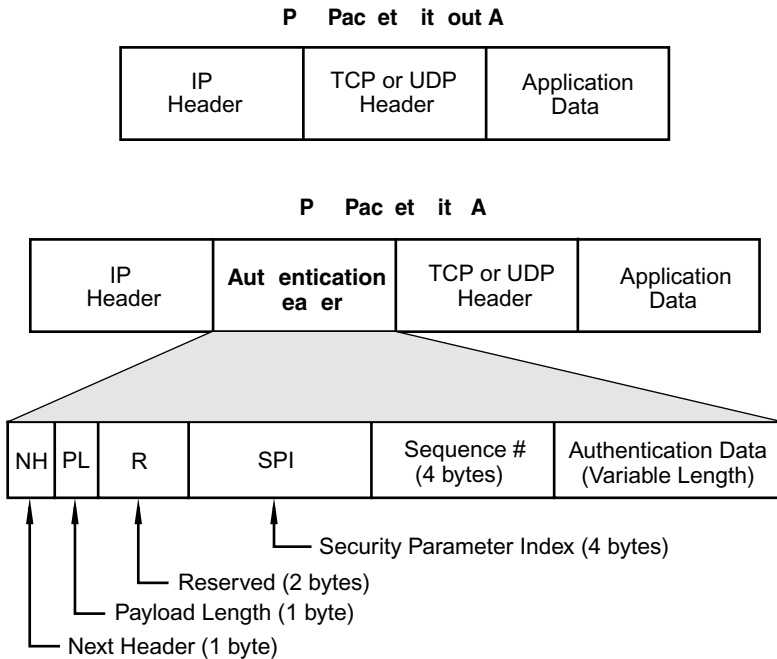 P Pac et it out A
IP
Header
TCP or UDP
Header
Application
Data
P Pac et it A
IP
Header
Aut entication
ea er
TCP or UDP
Header
Application
Data
NH
PL
R
SPI
Sequence #
(4 bytes)
Authentication Data
(Variable Length)
Security Parameter Index (4 bytes)
Reserved (2 bytes)
Payload Length (1 byte)
Next Header (1 byte)